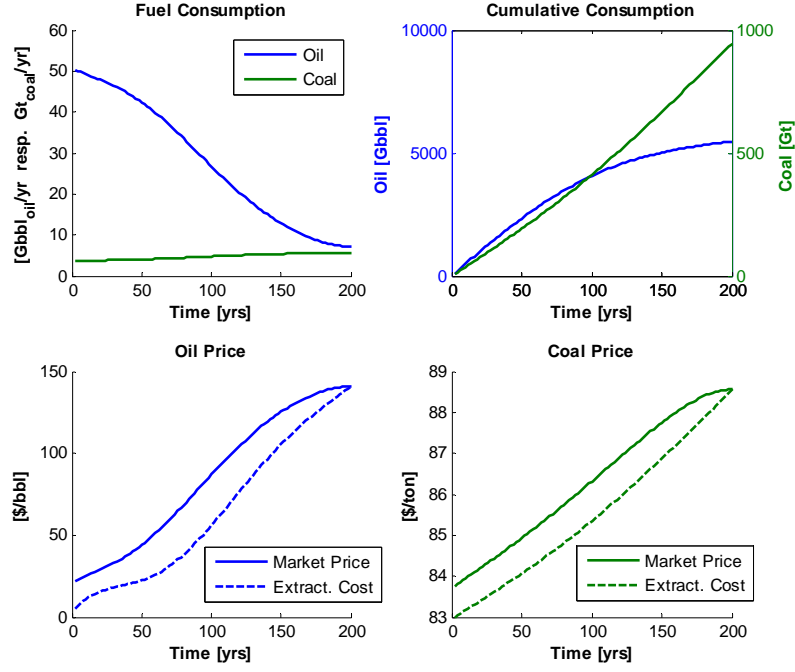 Fuel Consumption
[Gbbl_oil/yr resp. Gt_coal/yr]
60
50
40
30
20
10
0
Oil
Coal
0 50 100 150 200
Time [yrs]
Cumulative Consumption
Oil [Gbbl]
10000
5000
0
1000
500
0
Coal [Gt]
0 50 100 150 200
Time [yrs]
Oil Price
[$/bbl]
150
100
50
0
Market Price
Extract. Cost
0 50 100 150 200
Time [yrs]
Coal Price
[$/ton]
89
88
87
86
85
84
83
Market Price
Extract. Cost
0 50 100 150 200
Time [yrs]